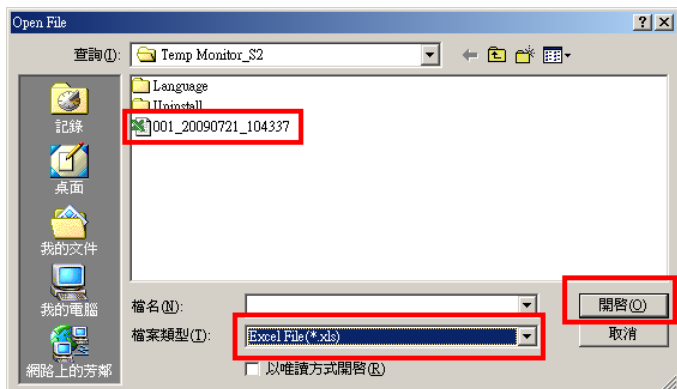 Open File
查詢(I): Temp Monitor_S2
Language
Uninstall
001_20090721_104337
記錄
桌面
我的文件
我的電腦
網路上的芳鄰
檔名(N):
開啓(O)
檔案類型(T): Excel File(*.xls)
取消
以唯讀方式開啓(R)